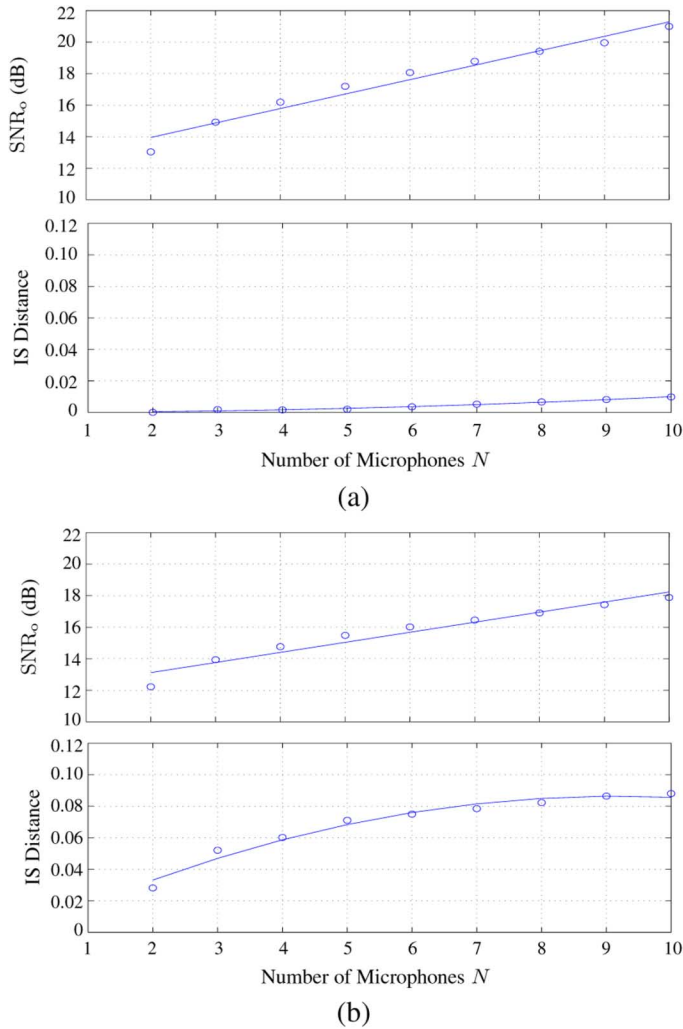 22
20
18
16
14
12
10
SNRₒ (dB)
0.12
0.10
0.08
0.06
0.04
0.02
0
IS Distance
1 2 3 4 5 6 7 8 9 10
Number of Microphones N
(a)
22
20
18
16
14
12
10
SNRₒ (dB)
0.12
0.10
0.08
0.06
0.04
0.02
0
IS Distance
1 2 3 4 5 6 7 8 9 10
Number of Microphones N
(b)